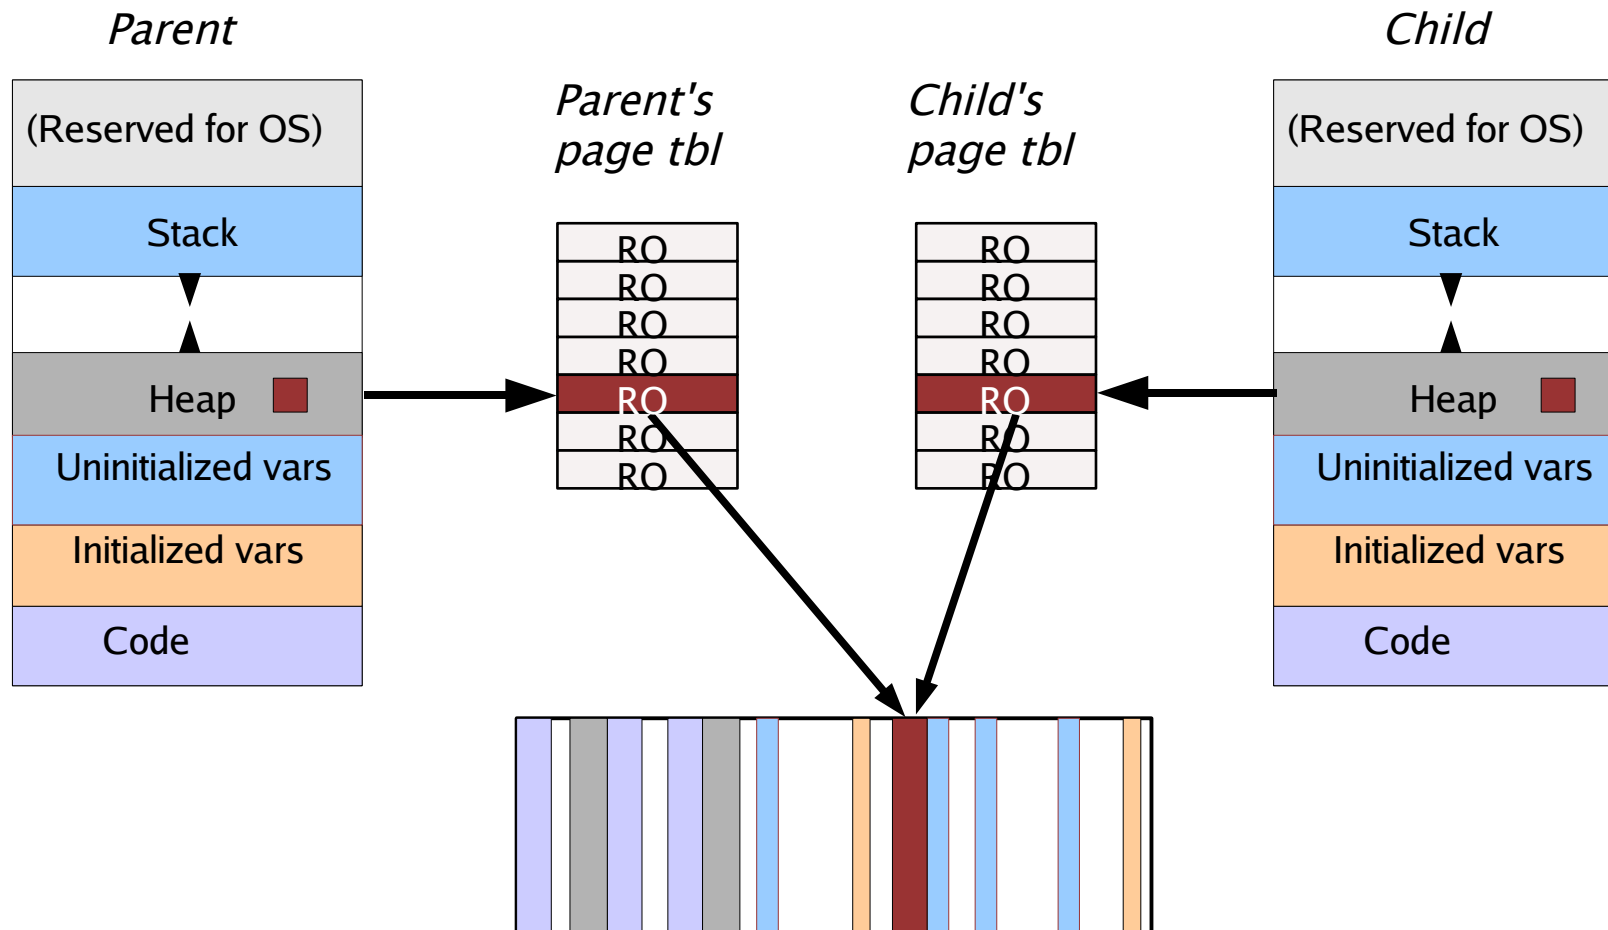 Parent
Child
Parent's
page tbl
Child's
page tbl
(Reserved for OS)
Stack
Heap
Uninitialized vars
Initialized vars
Code
RO
RO
RO
RO
RO
RO
RO
RO
RO
RO
RO
RO
RO
RO
(Reserved for OS)
Stack
Heap
Uninitialized vars
Initialized vars
Code